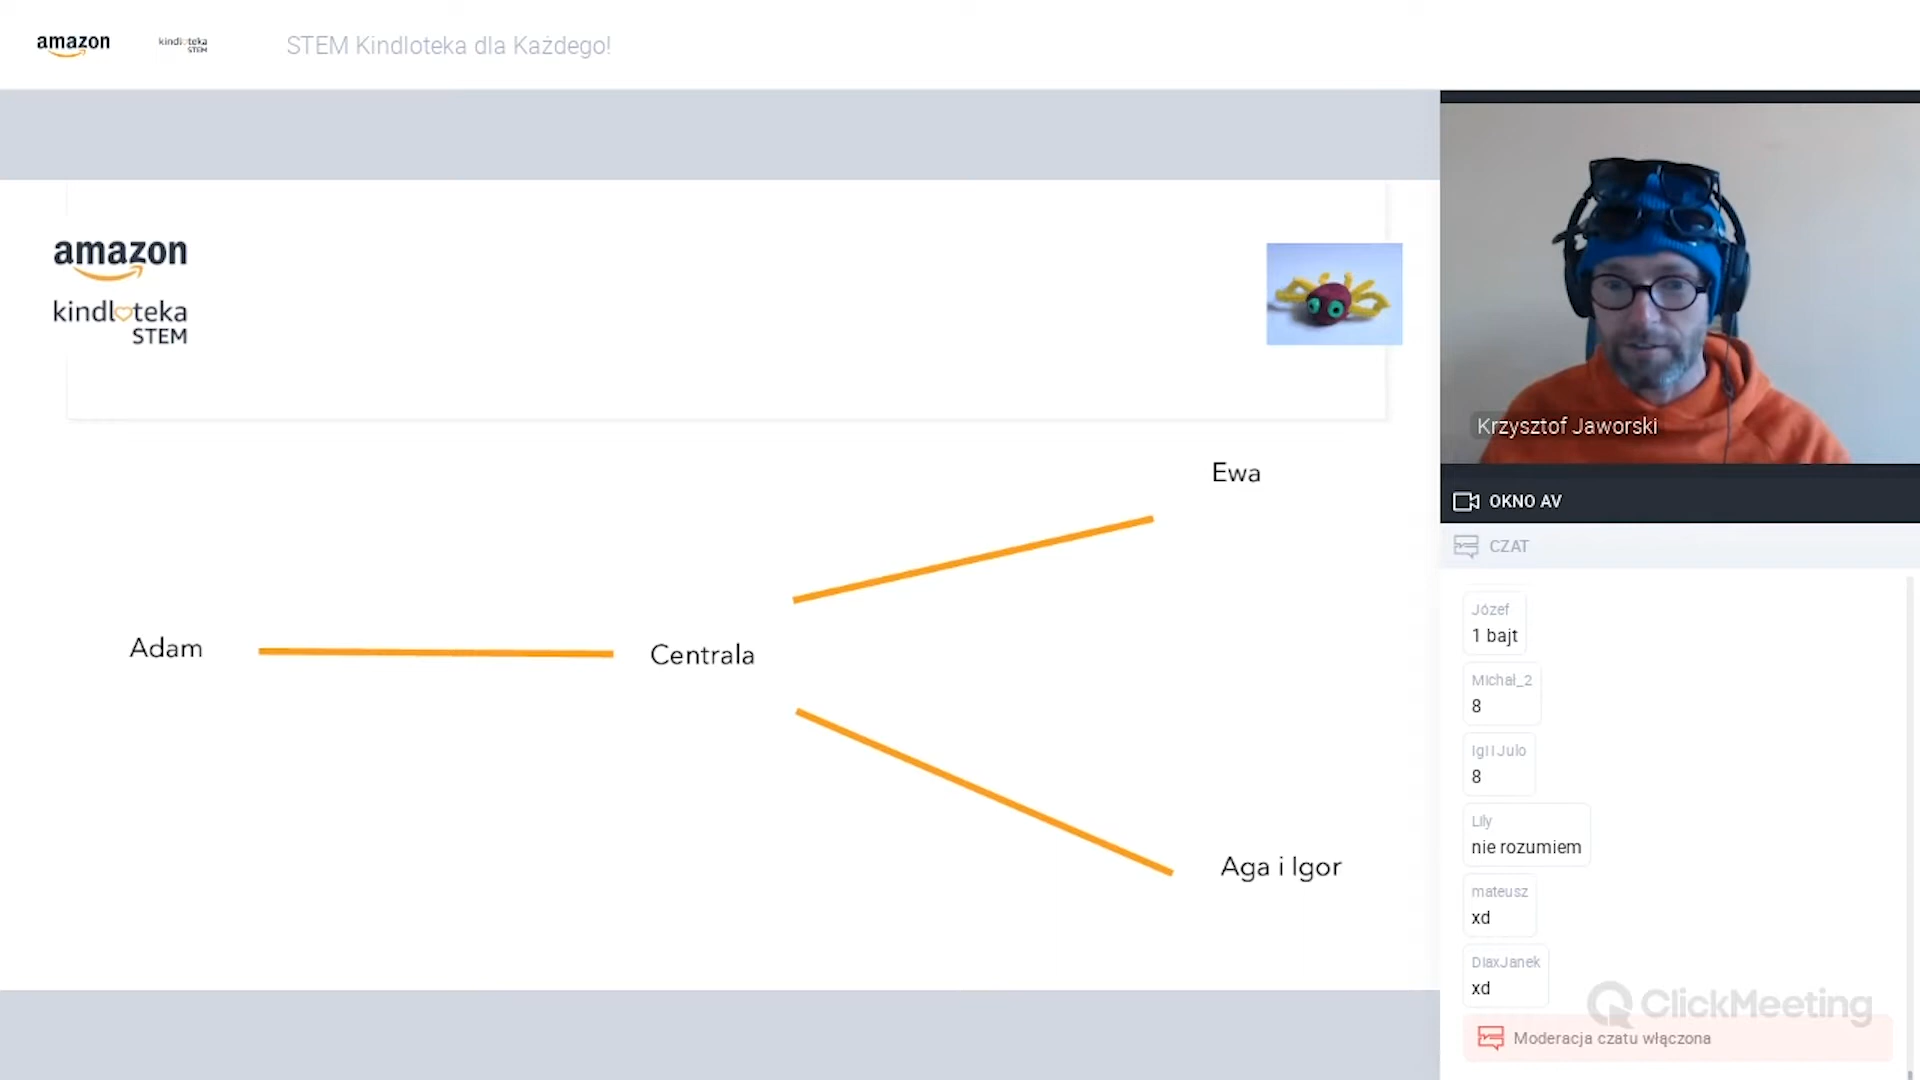 amazon
kindloteka
STEM
STEM Kindloteka dla Każdego!
amazon
kindloteka
STEM
Ewa
Adam
Centrala
Aga i Igor
Krzysztof Jaworski
OKNO AV
CZAT
Józef
1 bajt
Michał_2
8
Igi i Julo
8
Lily
nie rozumiem
mateusz
xd
DiaxJanek
xd
ClickMeeting
Moderacja czatu włączona